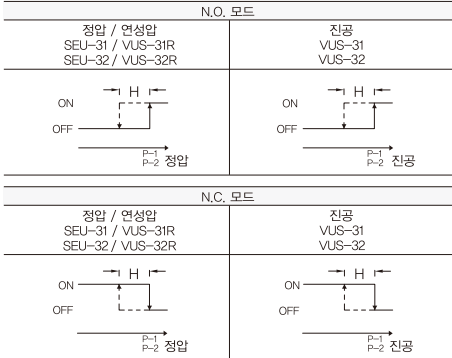 N.O. 모드
정압 / 연성압
SEU-31 / VUS-31R
SEU-32 / VUS-32R
진공
VUS-31
VUS-32
H
ON
OFF
P-1
P-2 정압
H
ON
OFF
P-1
P-2 진공
N.C. 모드
정압 / 연성압
SEU-31 / VUS-31R
SEU-32 / VUS-32R
진공
VUS-31
VUS-32
H
ON
OFF
P-1
P-2 정압
H
ON
OFF
P-1
P-2 진공